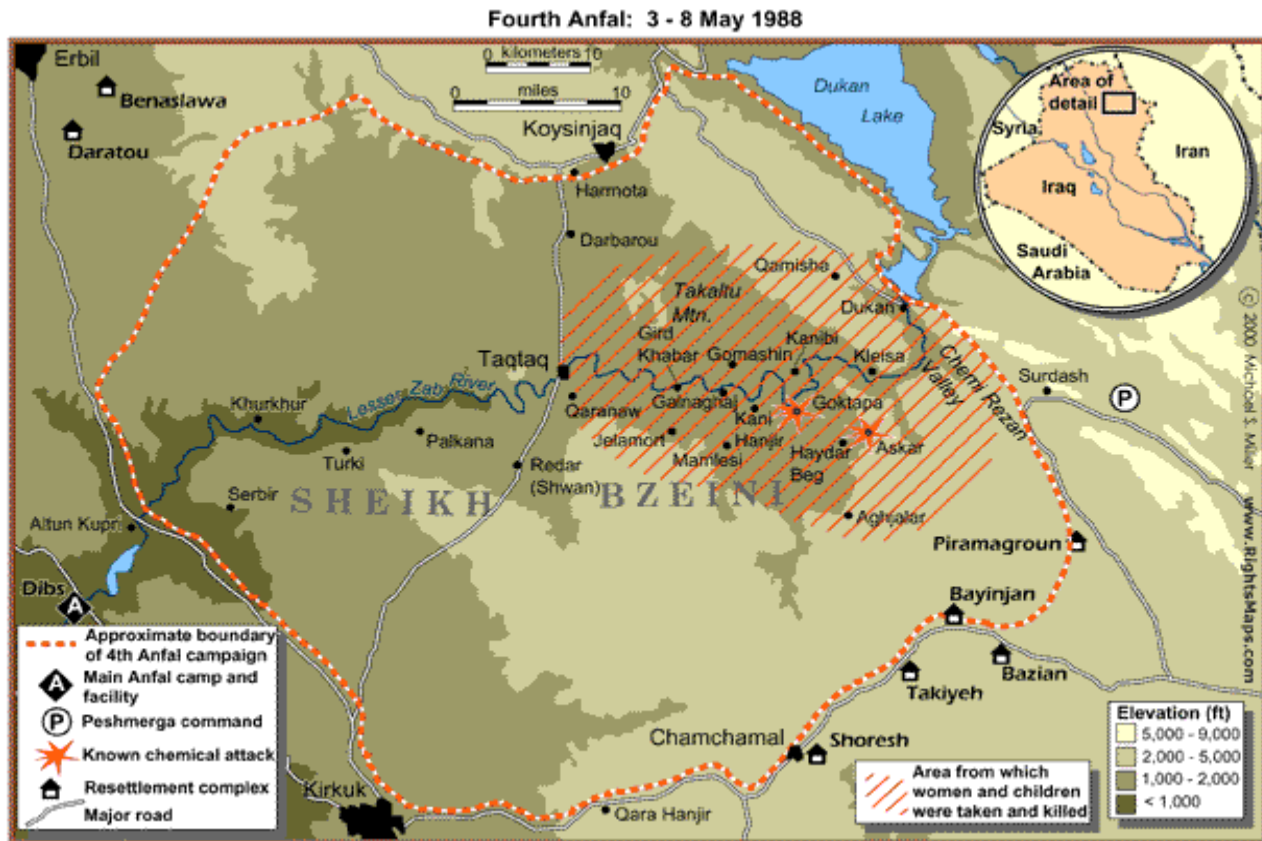 Fourth Anfal: 3 - 8 May 1988
Erbil
Benaslawa
Daratou
0 kilometers 10
0 miles 10
Koysinjaq
Harmota
Darbarou
Dukan
Lake
Area of
detail
Syria
Iran
Iraq
Saudi
Arabia
Qamisha
Takaltu
Mtn.
Dukan
Gird
Khabar
Gomashin
Kanibi
Kleisa
Chemi Rezan
Valley
Surdash
P
Taqtaq
Lesser Zab River
Khurkhur
Qaranaw
Galnaghaj
Kani
Hanjir
Goktapa
Jelamort
Mamlesi
Haydar
Beg
Askar
Turki
Palkana
Redar
(Shwan)
SHEIKH BZEINI
Serbir
Aghjalar
Altun Kupri
Piramagroun
Dibs
A
Bayinjan
Bazian
Takiyeh
Chamchamal
Shoresh
Kirkuk
Qara Hanjir
Approximate boundary
of 4th Anfal campaign
A Main Anfal camp and
facility
P Peshmerga command
Known chemical attack
Resettlement complex
Major road
Area from which
women and children
were taken and killed
Elevation (ft)
5,000 - 9,000
2,000 - 5,000
1,000 - 2,000
< 1,000
© 2000 Michael S. Miller www.RightsMaps.com